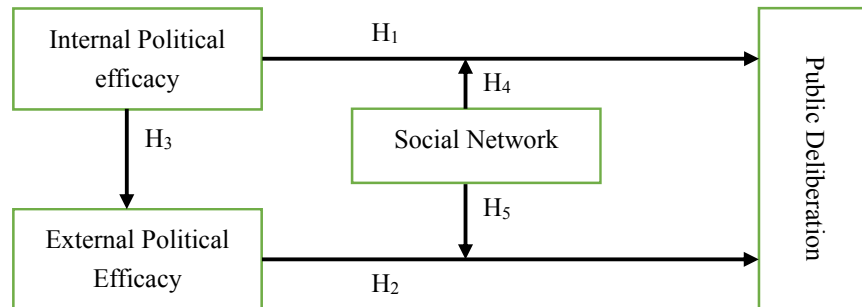 Internal Political
efficacy
H₁
H₄
Public Deliberation
H₃
Social Network
H₅
External Political
Efficacy
H₂